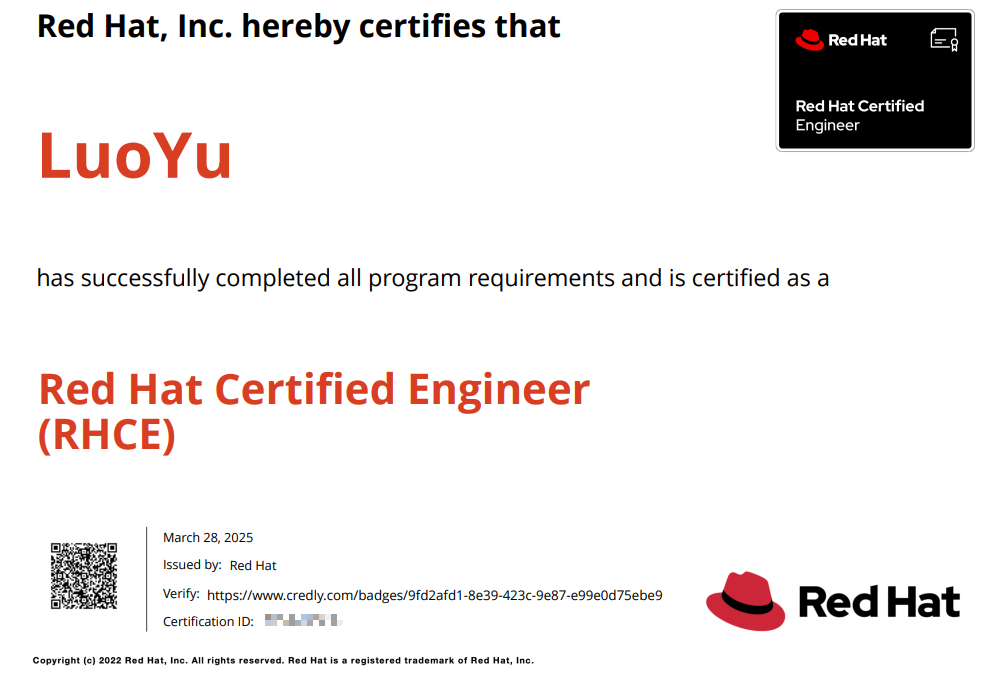 Red Hat, Inc. hereby certifies that
Red Hat
Red Hat Certified
Engineer
LuoYu
has successfully completed all program requirements and is certified as a
Red Hat Certified Engineer
(RHCE)
March 28, 2025
Issued by: Red Hat
Verify: https://www.credly.com/badges/9fd2afd1-8e39-423c-9e87-e99e0d75ebe9
Certification ID:
Red Hat
Copyright (c) 2022 Red Hat, Inc. All rights reserved. Red Hat is a registered trademark of Red Hat, Inc.